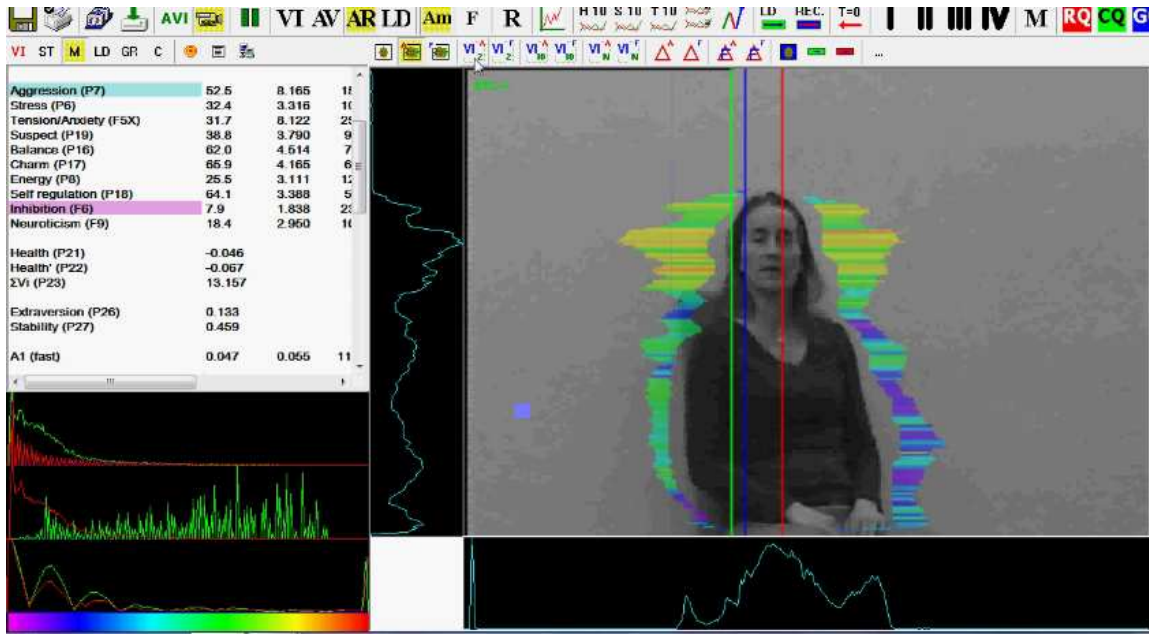 AVI VI AV AR LD Am F R H 10 S 10 T 10 LD REC. T=0 I II III IV M RQ CQ
VI ST M LD GR C ...
Aggression (P7) 52.5 8.165
Stress (P6) 32.4 3.316
Tension/Anxiety (F5X) 31.7 8.122
Suspect (P19) 38.8 3.790
Balance (P16) 62.0 4.514
Charm (P17) 65.9 4.165
Energy (P8) 25.5 3.111
Self regulation (P18) 64.1 3.388
Inhibition (F6) 7.9 1.838
Neuroticism (F9) 18.4 2.950
Health (P21) -0.046
Health' (P22) -0.067
ΣVi (P23) 13.157
Extraversion (P26) 0.133
Stability (P27) 0.459
A1 (fast) 0.047 0.055 11